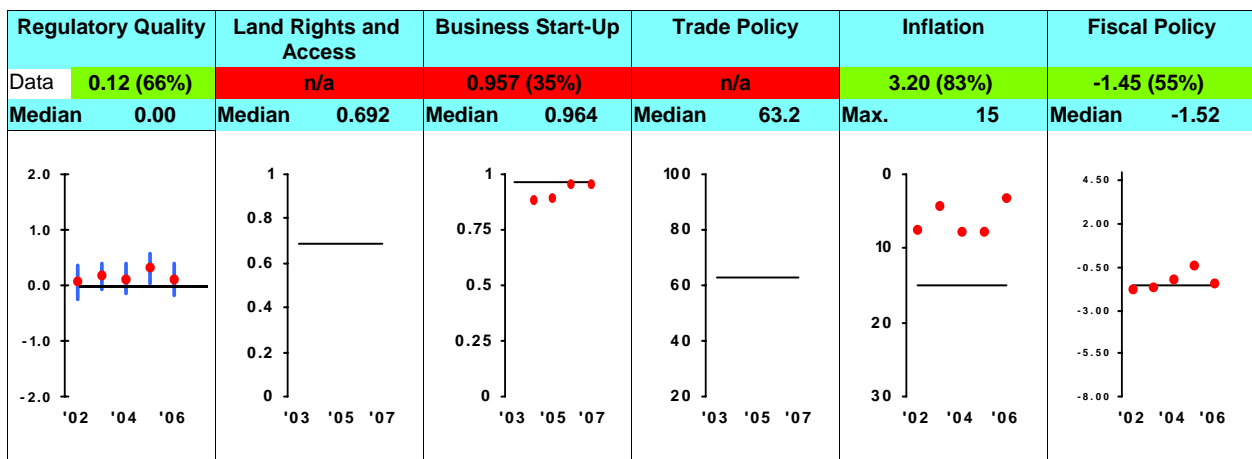 Regulatory Quality
Land Rights and Access
Business Start-Up
Trade Policy
Inflation
Fiscal Policy
Data 0.12 (66%)
n/a
0.957 (35%)
n/a
3.20 (83%)
-1.45 (55%)
Median 0.00
Median 0.692
Median 0.964
Median 63.2
Max. 15
Median -1.52
2.0
1.0
0.0
-1.0
-2.0
'02 '04 '06
1
0.8
0.6
0.4
0.2
0
'03 '05 '07
1
0.75
0.5
0.25
0
'03 '05 '07
100
80
60
40
20
'03 '05 '07
0
10
20
30
'02 '04 '06
4.50
2.00
-0.50
-3.00
-5.50
-8.00
'02 '04 '06